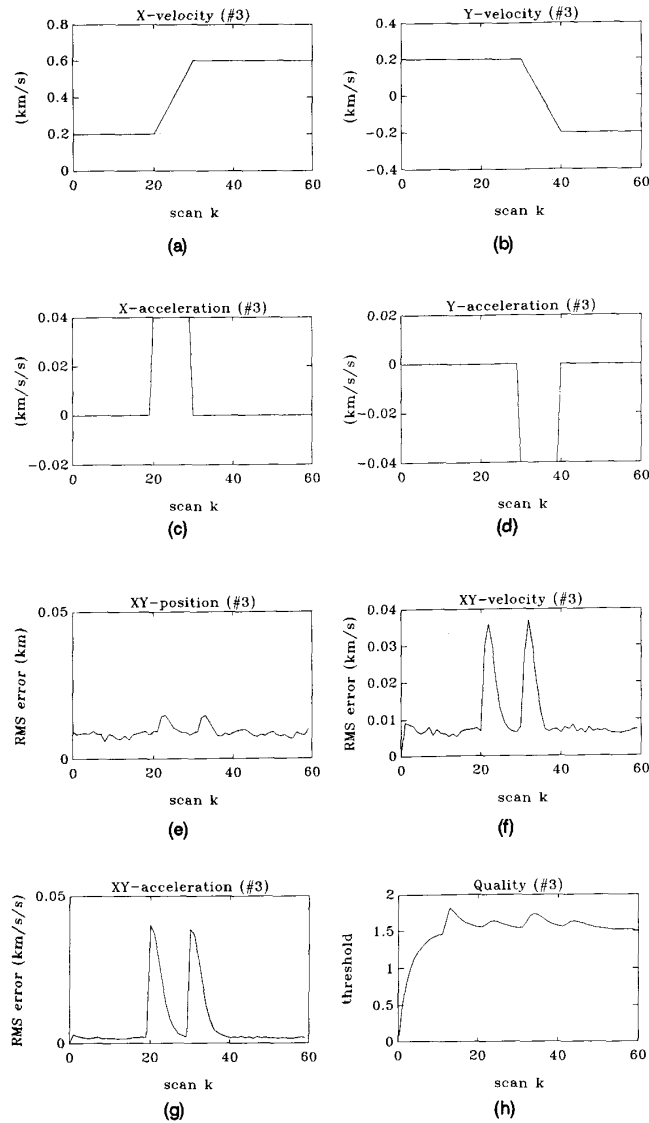 X-velocity (#3)
0.8
0.6
0.4
0.2
0
(km/s)
0
20
40
60
scan k
(a)
Y-velocity (#3)
0.4
0.2
0
-0.2
-0.4
(km/s)
0
20
40
60
scan k
(b)
X-acceleration (#3)
0.04
0.02
0
-0.02
(km/s/s)
0
20
40
60
scan k
(c)
Y-acceleration (#3)
0.02
0
-0.02
-0.04
(km/s/s)
0
20
40
60
scan k
(d)
XY-position (#3)
0.05
0
RMS error (km)
0
20
40
60
scan k
(e)
XY-velocity (#3)
0.04
0.03
0.02
0.01
0
RMS error (km/s)
0
20
40
60
scan k
(f)
XY-acceleration (#3)
0.05
0
RMS error (km/s/s)
0
20
40
60
scan k
(g)
Quality (#3)
2
1.5
1
0.5
0
threshold
0
20
40
60
scan k
(h)